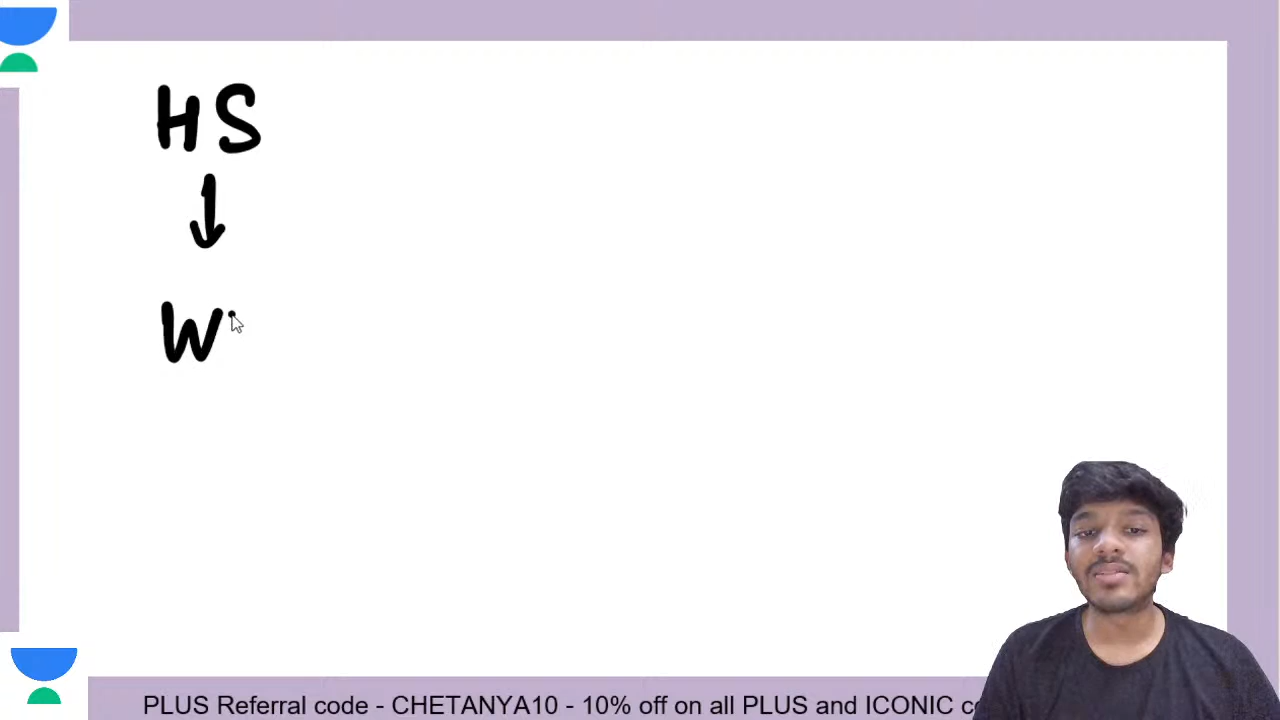 HS
↓
W
PLUS Referral code - CHETANYA10 - 10% off on all PLUS and ICONIC